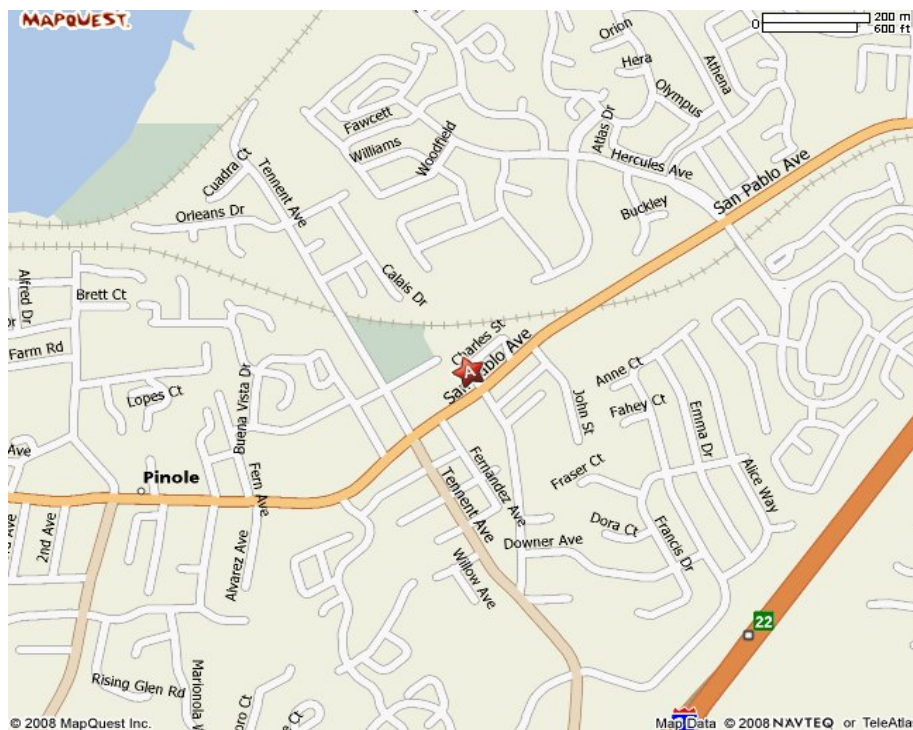 MAPQUEST.
0 200 m
600 ft
Orion
Hera
Athena
Olympus
Atlas Dr
Fawcett
Williams
Woodfield
Hercules Ave
San Pablo Ave
Cuadra Ct
Tennent Ave
Orleans Dr
Buckley
Calais Dr
Alfred Dr
Brett Ct
Farm Rd
Charles St
A
San Pablo Ave
Anne Ct
Lopes Ct
Buena Vista Dr
John St
Fahey Ct
Emma Dr
Ave
Pinole
Fern Ave
Tennent Ave
Fernandez Ave
Fraser Ct
Alice Way
2nd Ave
Alvarez Ave
Dora Ct
Francis Dr
Downer Ave
Willow Ave
22
Rising Glen Rd
Marionola
© 2008 MapQuest Inc.
Map Data © 2008 NAVTEQ or TeleAtlas